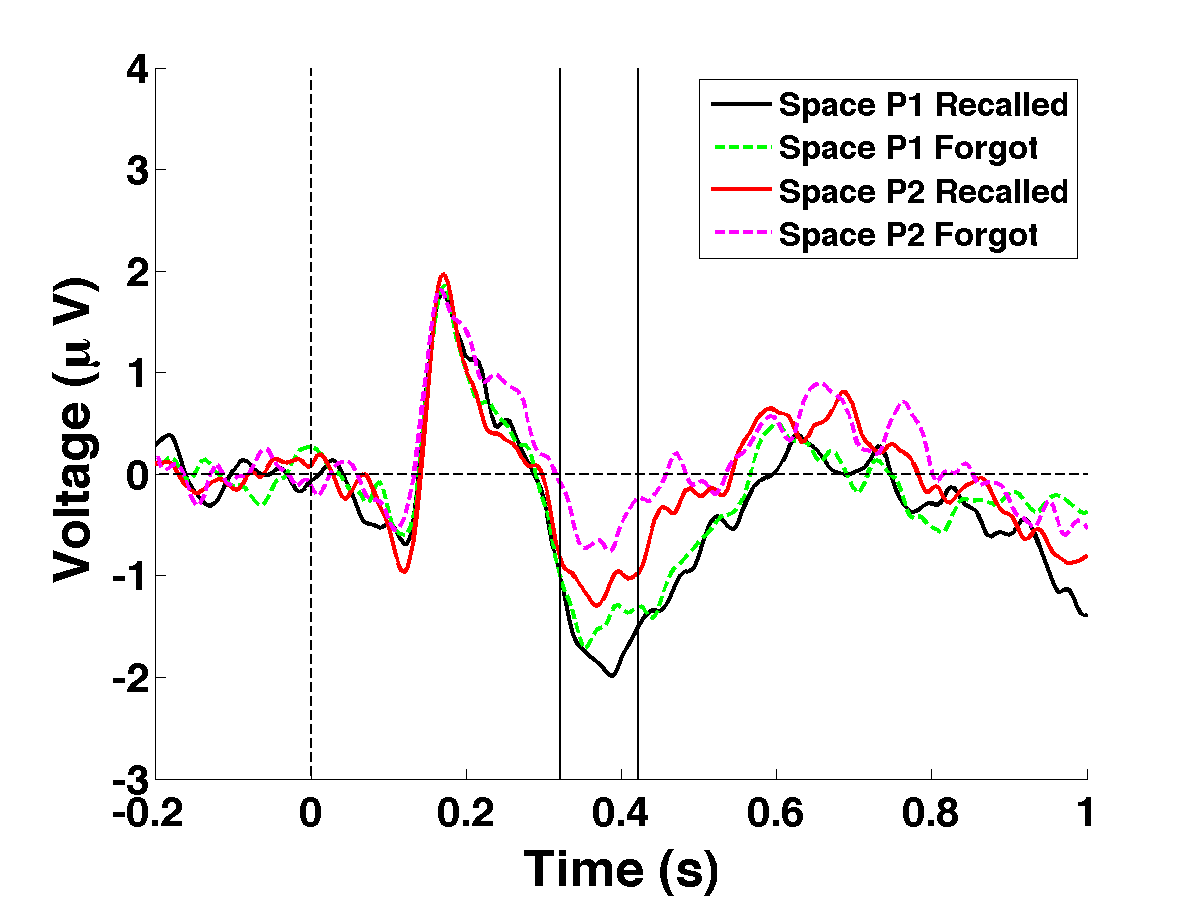 4
3
2
1
0
-1
-2
-3
Voltage (μ V)
Space P1 Recalled
Space P1 Forgot
Space P2 Recalled
Space P2 Forgot
-0.2 0 0.2 0.4 0.6 0.8 1
Time (s)